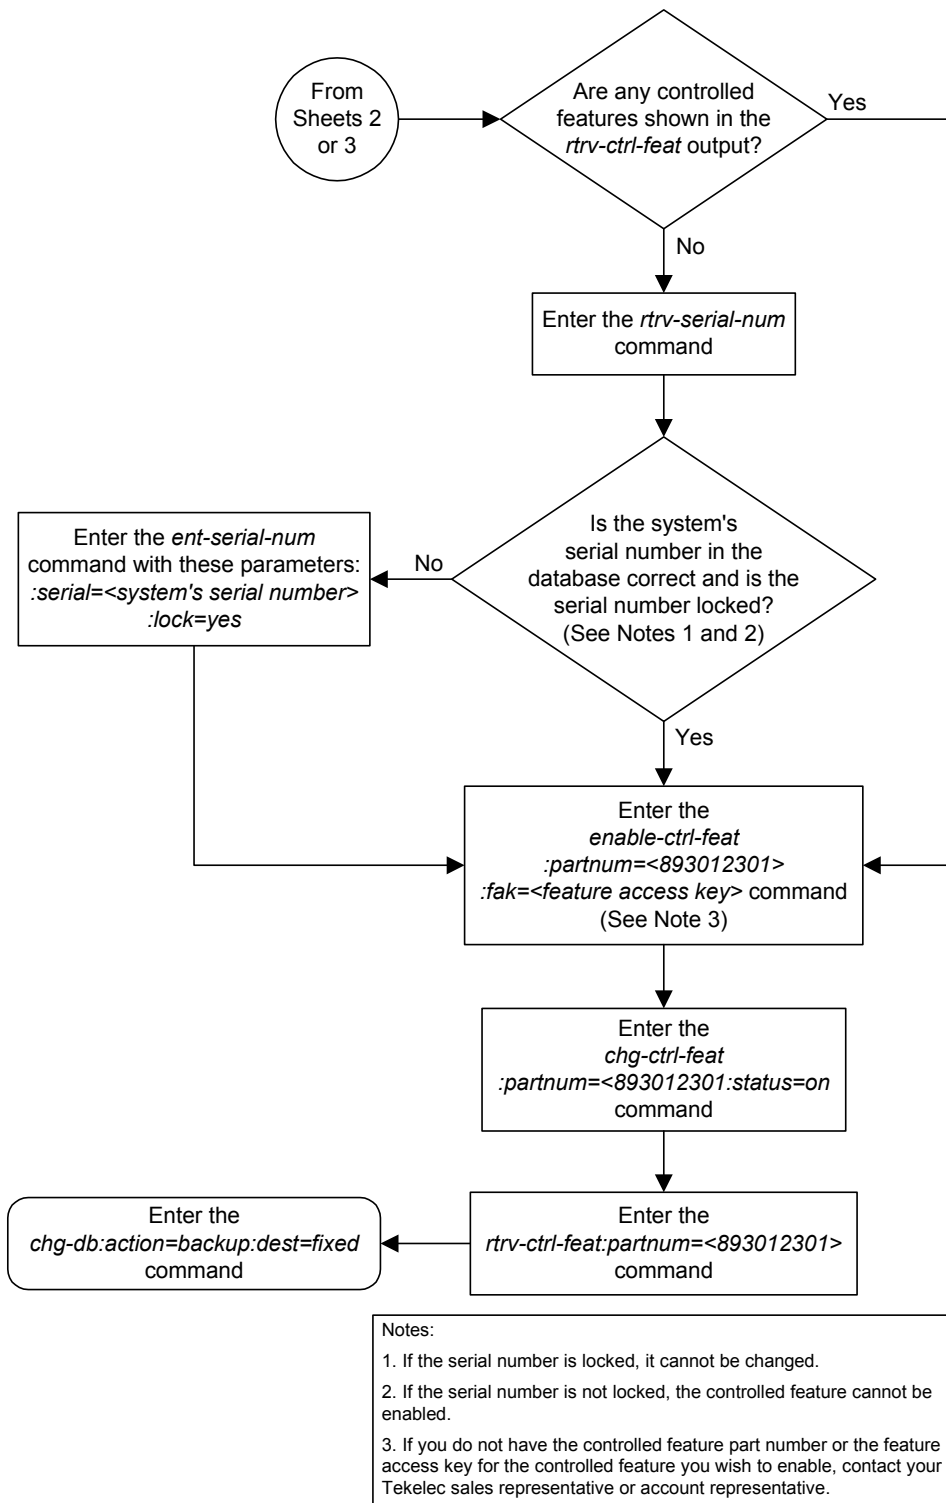 From
Sheets 2
or 3
Are any controlled
features shown in the
rtrv-ctrl-feat output?
Yes
No
Enter the rtrv-serial-num
command
Is the system's
serial number in the
database correct and is the
serial number locked?
(See Notes 1 and 2)
No
Enter the ent-serial-num
command with these parameters:
:serial=<system's serial number>
:lock=yes
Yes
Enter the
enable-ctrl-feat
:partnum=<893012301>
:fak=<feature access key> command
(See Note 3)
Enter the
chg-ctrl-feat
:partnum=<893012301:status=on
command
Enter the
rtrv-ctrl-feat:partnum=<893012301>
command
Enter the
chg-db:action=backup:dest=fixed
command
Notes:
1. If the serial number is locked, it cannot be changed.
2. If the serial number is not locked, the controlled feature cannot be
enabled.
3. If you do not have the controlled feature part number or the feature
access key for the controlled feature you wish to enable, contact your
Tekelec sales representative or account representative.